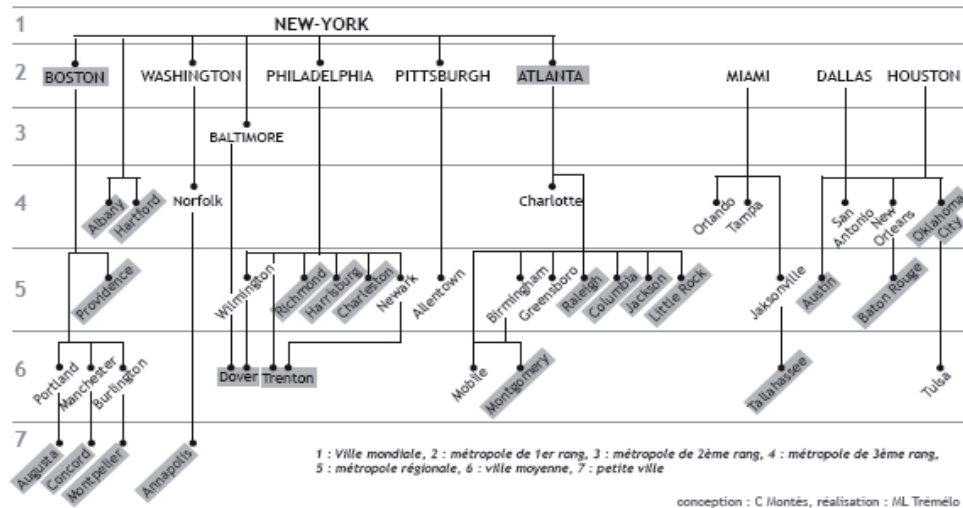 1 NEW-YORK
2 BOSTON WASHINGTON PHILADELPHIA PITTSBURGH ATLANTA MIAMI DALLAS HOUSTON
3 BALTIMORE
4 Albany Hartford Norfolk Charlotte Orlando Tampa San Antonio New Orleans Oklahoma City
5 Providence Wilmington Richmond Harrisburg Charleston Newark Allentown Birmingham Greensboro Raleigh Columbia Jackson Little Rock Jaksonville Austin Baton Rouge
6 Portland Manchester Burlington Dover Trenton Mobile Montgomery Tallahassee Tulsa
7 Augusta Concord Montpelier Annapolis
1 : Ville mondiale, 2 : métropole de 1er rang, 3 : métropole de 2ème rang, 4 : métropole de 3ème rang,
5 : métropole régionale, 6 : ville moyenne, 7 : petite ville
conception : C Montès, réalisation : ML Trémélo